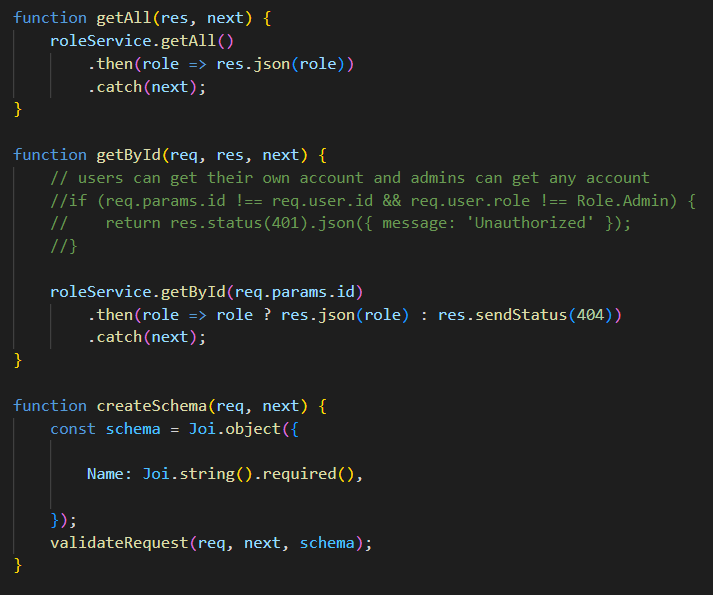 function getAll(res, next) {
    roleService.getAll()
        .then(role => res.json(role))
        .catch(next);
}

function getById(req, res, next) {
    // users can get their own account and admins can get any account
    //if (req.params.id !== req.user.id && req.user.role !== Role.Admin) {
    //    return res.status(401).json({ message: 'Unauthorized' });
    //}

    roleService.getById(req.params.id)
        .then(role => role ? res.json(role) : res.sendStatus(404))
        .catch(next);
}

function createSchema(req, next) {
    const schema = Joi.object({

        Name: Joi.string().required(),

    });
    validateRequest(req, next, schema);
}